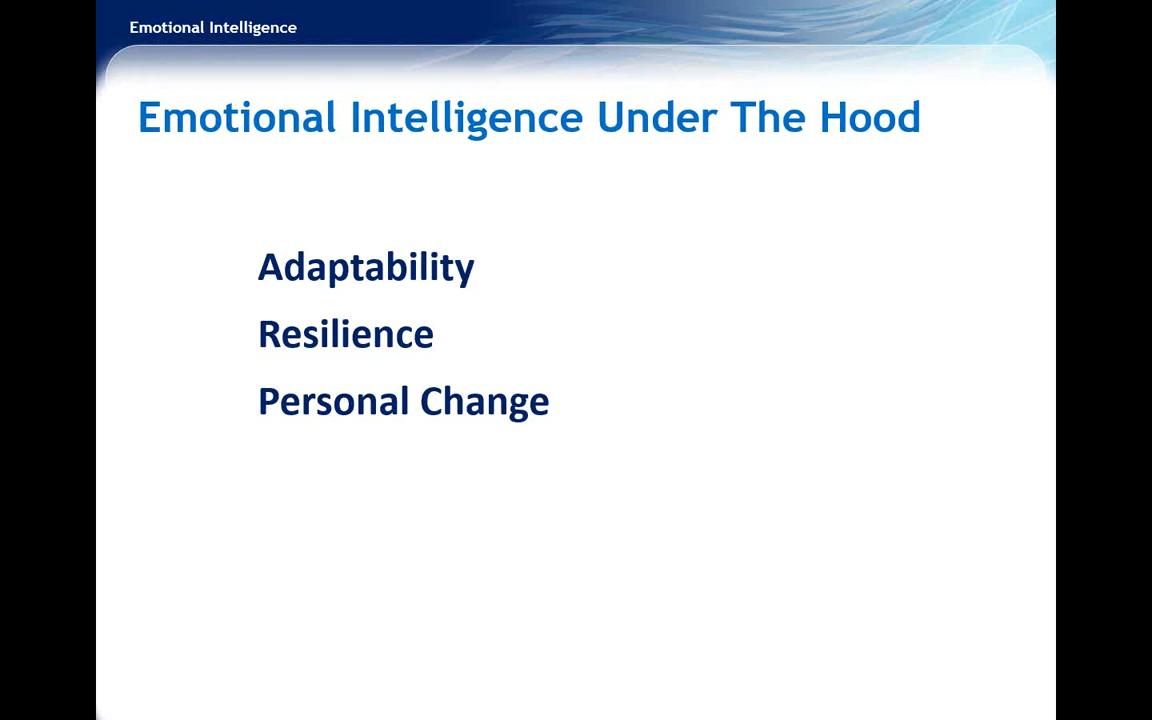 Emotional Intelligence
Emotional Intelligence Under The Hood
Adaptability
Resilience
Personal Change